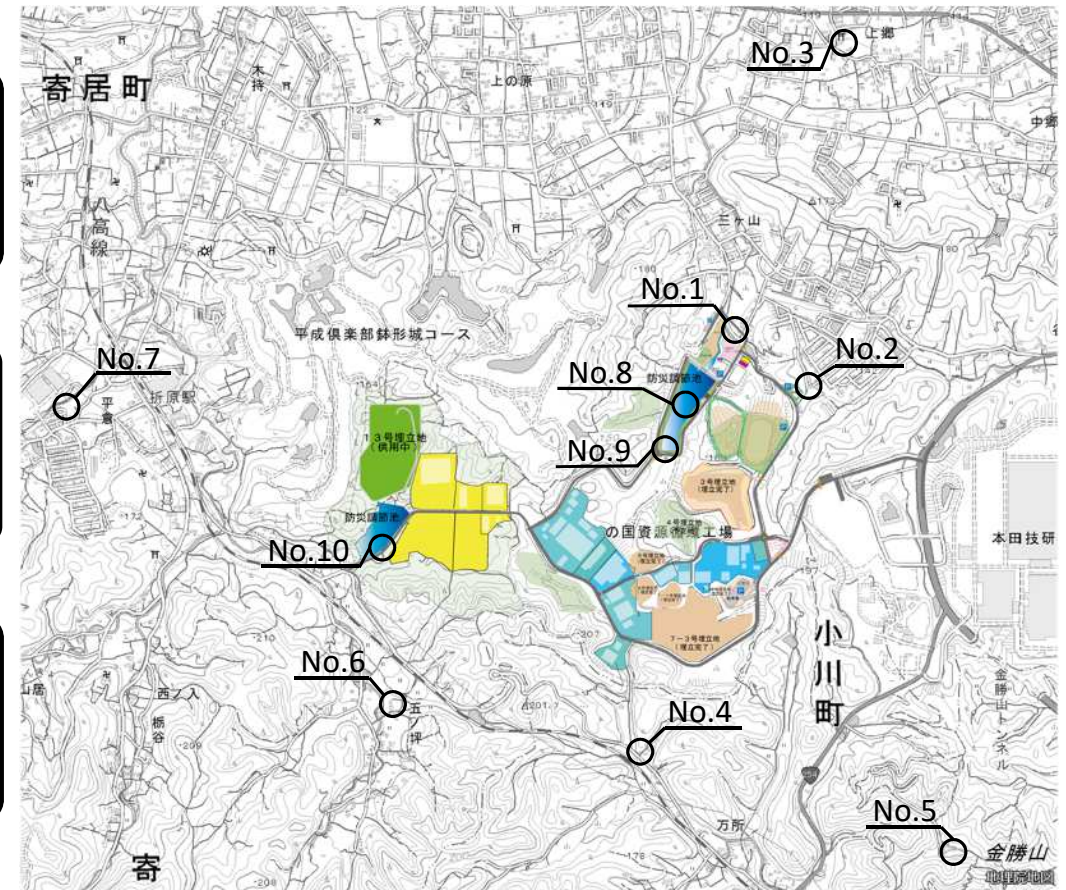 No.3
上郷
寄居町
木持
上の原
中郷
八高線
三ケ山
No.1
平成倶楽部鉢形城コース
No.7
No.2
No.8
防災調節池
平倉
折原駅
13号埋立地
(供用中)
No.9
3号埋立地
(埋立完了)
防災調節池
の国資源循環工場
本田技研
No.10
7-3号埋立地
(埋立完了)
小川町
No.6
五ノ坪
西ノ入
栃谷
No.4
金勝山トンネル
万所
No.5
金勝山
寄
地理院地図